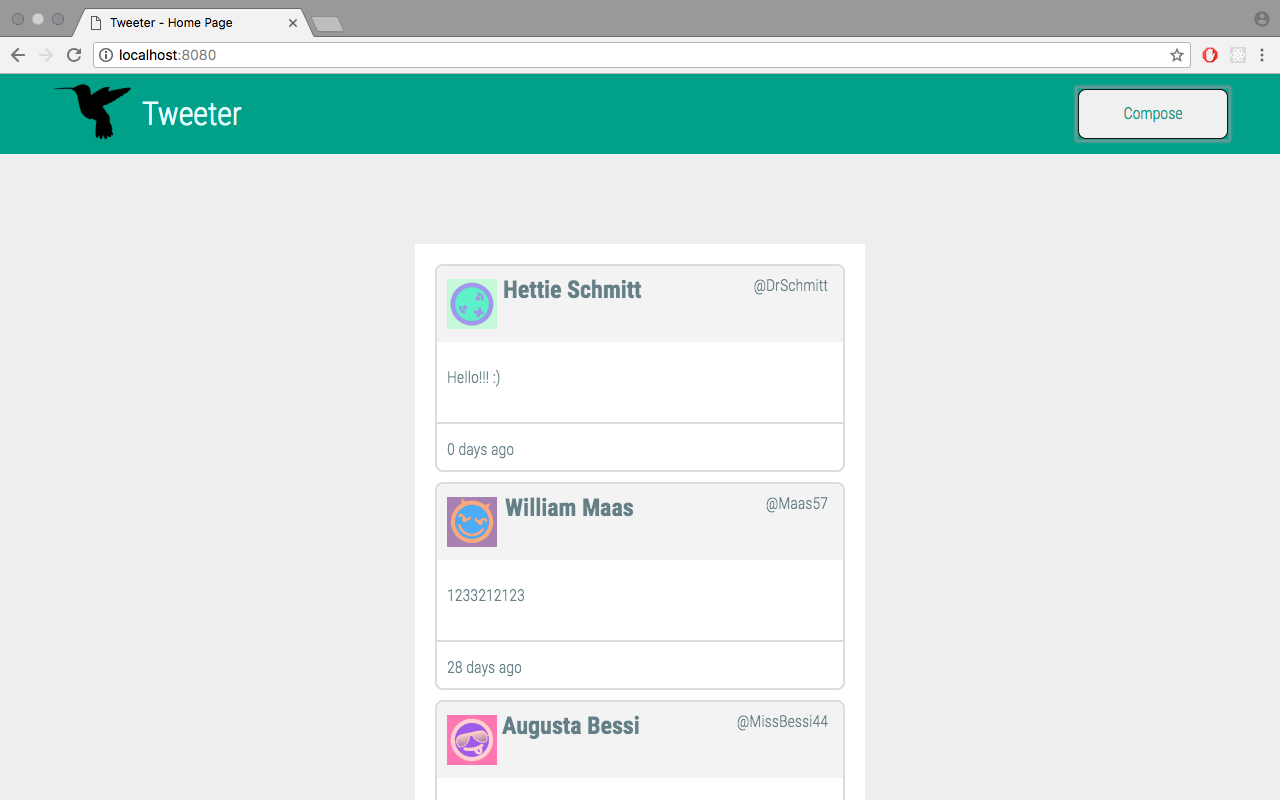 Tweeter - Home Page
localhost:8080
Tweeter
Compose
Hettie Schmitt @DrSchmitt
Hello!!! :)
0 days ago
William Maas @Maas57
1233212123
28 days ago
Augusta Bessi @MissBessi44